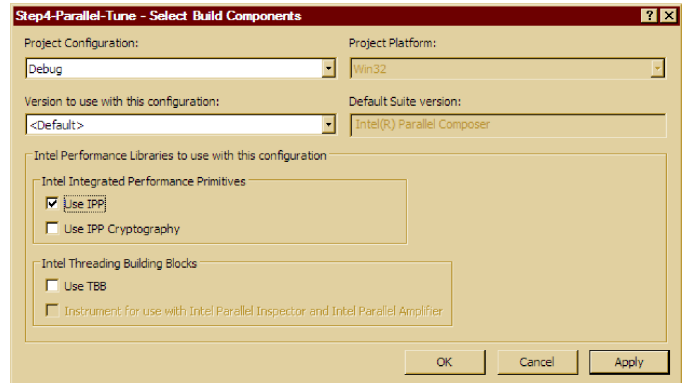 Step4-Parallel-Tune - Select Build Components
Project Configuration:
Project Platform:
Debug
Win32
Version to use with this configuration:
Default Suite version:
<Default>
Intel(R) Parallel Composer
Intel Performance Libraries to use with this configuration
Intel Integrated Performance Primitives
Use IPP
Use IPP Cryptography
Intel Threading Building Blocks
Use TBB
Instrument for use with Intel Parallel Inspector and Intel Parallel Amplifier
OK
Cancel
Apply